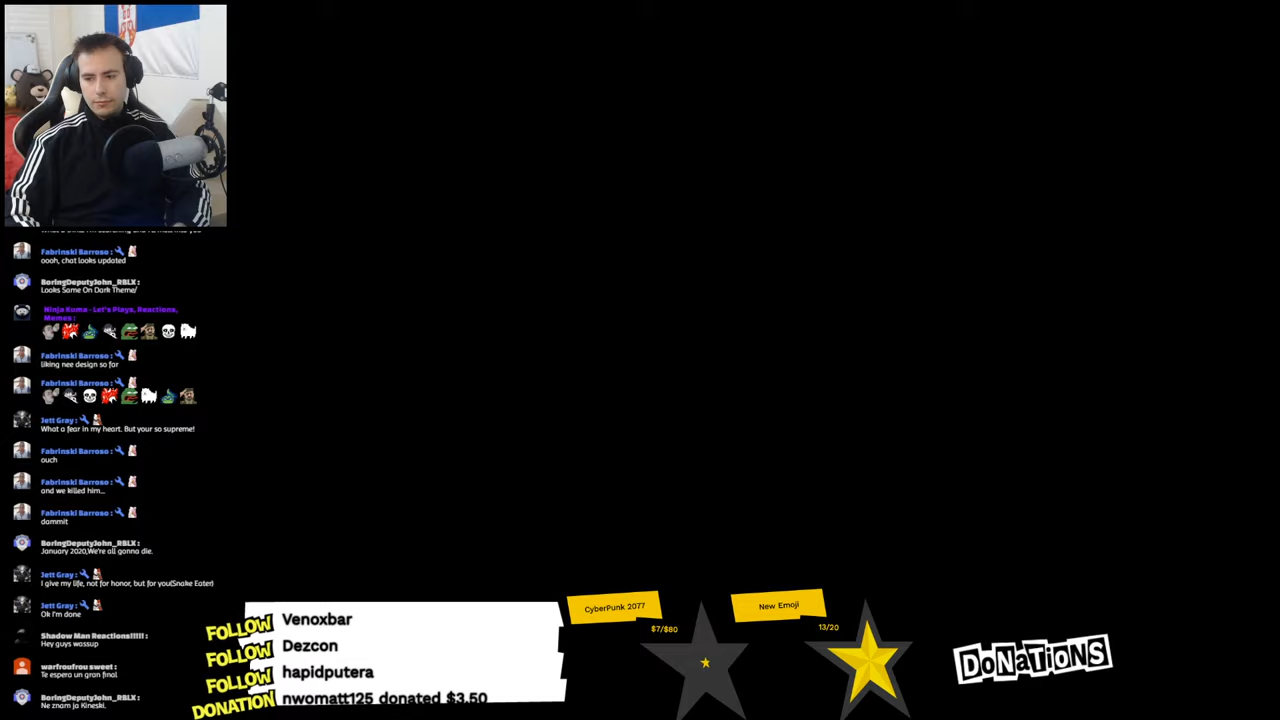 Fabrinski Barroso :
oooh, chat looks updated
BoringDeputyJohn_RBLX :
Looks Same On Dark Theme/
Ninja Kuma - Let's Plays, Reactions,
Memes :
Fabrinski Barroso :
liking nee design so far
Fabrinski Barroso :
Jett Gray :
What a fear in my heart. But your so supreme!
Fabrinski Barroso :
ouch
Fabrinski Barroso :
and we killed him...
Fabrinski Barroso :
dammit
BoringDeputyJohn_RBLX :
January 2020,We're all gonna die.
Jett Gray :
I give my life, not for honor, but for you(Snake Eater)
Jett Gray :
Ok I'm done
Shadow Man Reactions!!!!!! :
Hey guys wassup
warfroufrou sweet :
Te espera un gran final
BoringDeputyJohn_RBLX :
Ne znam ja Kineski.
FOLLOW Venoxbar
FOLLOW Dezcon
FOLLOW hapidputera
DONATION nwomatt125 donated $3.50
CyberPunk 2077
$7/$80
New Emoji
13/20
DoNaTiONS